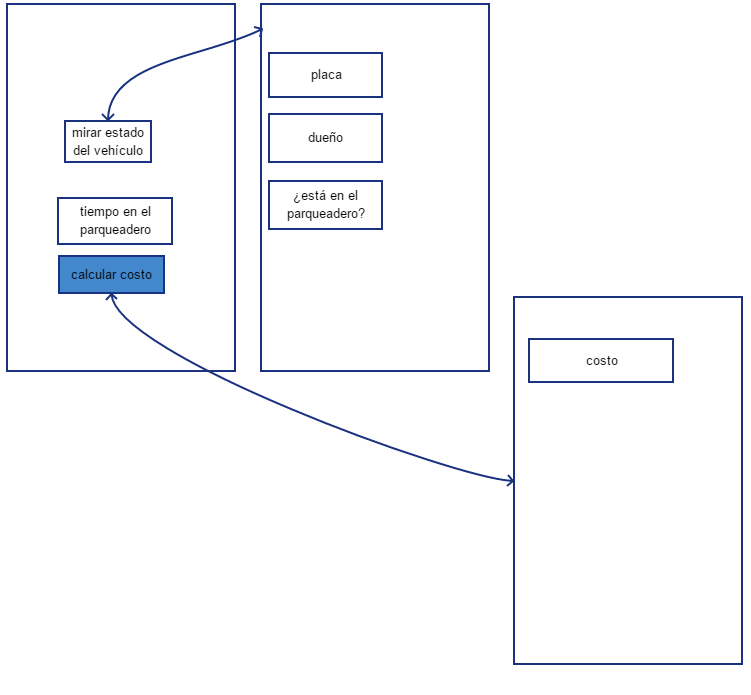 mirar estado
del vehículo
tiempo en el
parqueadero
calcular costo
placa
dueño
¿está en el
parqueadero?
costo